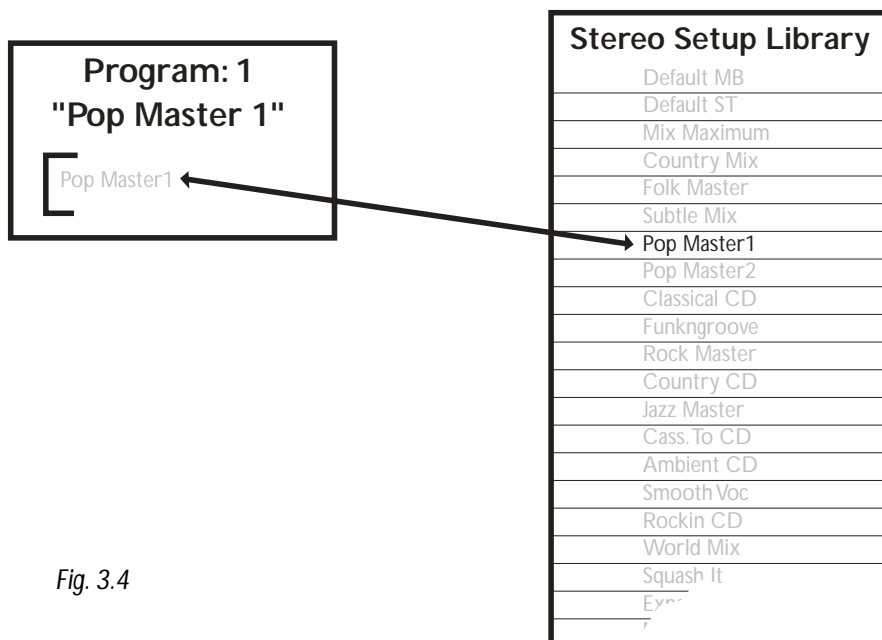 Program: 1
"Pop Master 1"
Pop Master1
Stereo Setup Library
Default MB
Default ST
Mix Maximum
Country Mix
Folk Master
Subtle Mix
Pop Master1
Pop Master2
Classical CD
Funkngroove
Rock Master
Country CD
Jazz Master
Cass.To CD
Ambient CD
Smooth Voc
Rockin CD
World Mix
Squash It
Fig. 3.4